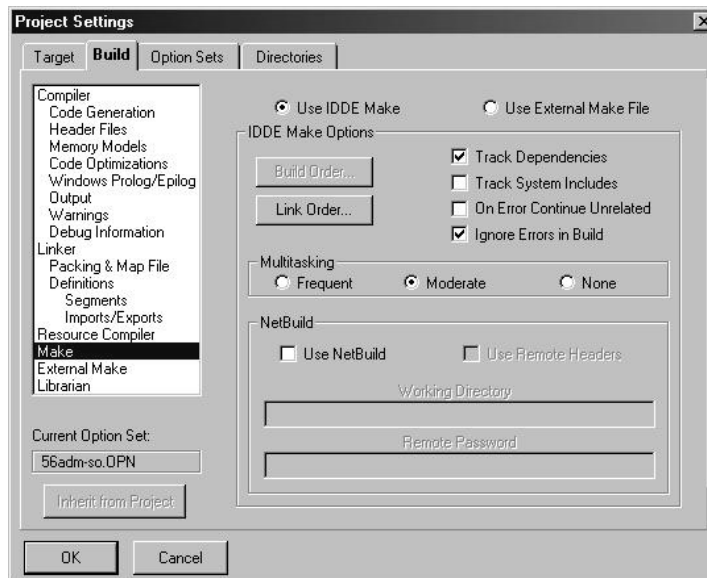 Project Settings
Target Build Option Sets Directories
Compiler
Code Generation
Header Files
Memory Models
Code Optimizations
Windows Prolog/Epilog
Output
Warnings
Debug Information
Linker
Packing & Map File
Definitions
Segments
Imports/Exports
Resource Compiler
Make
External Make
Librarian
Current Option Set:
56adm-so.OPN
Inherit from Project
Use IDDE Make Use External Make File
IDDE Make Options
Build Order...
Link Order...
Track Dependencies
Track System Includes
On Error Continue Unrelated
Ignore Errors in Build
Multitasking
Frequent Moderate None
NetBuild
Use NetBuild Use Remote Headers
Working Directory
Remote Password
OK Cancel